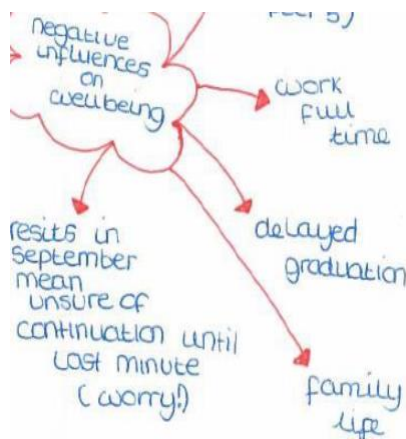 negative
influences
on
wellbeing
work
full
time
delayed
graduation
family
life
resits in
september
mean
unsure of
continuation until
last minute
(worry!)